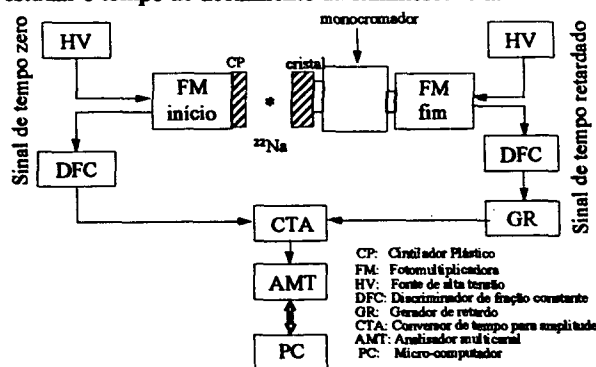 monocromador
HV
HV
CP
cristal
FM
início
*
FM
fim
²²Na
Sinal de tempo zero
Sinal de tempo retardado
DFC
DFC
CTA
GR
AMT
PC
CP: Cintilador Plástico
FM: Fotomultiplicadora
HV: Fonte de alta tensão
DFC: Discriminador de fração constante
GR: Gerador de retardo
CTA: Conversor de tempo para amplitude
AMT: Analisador multicanal
PC: Micro-computador